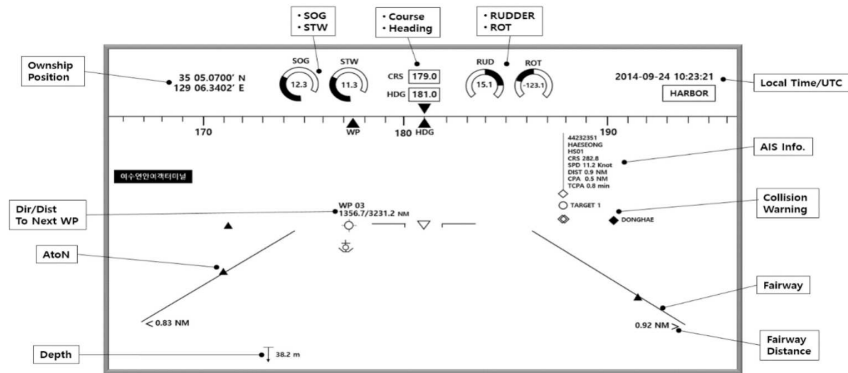 • SOG
• STW
• Course
• Heading
• RUDDER
• ROT
Ownship
Position
35 05.0700' N
129 06.3402' E
SOG
12.3
STW
11.3
CRS 179.0
HDG 181.0
RUD
15.1
ROT
-123.1
2014-09-24 10:23:21
HARBOR
Local Time/UTC
170
180
190
WP
HDG
44232351
HAESEONG
HS01
CRS 282.8
SPD 11.2 Knot
DIST 0.9 NM
CPA 0.5 NM
TCPA 0.8 min
AIS Info.
여수연안여객터미널
Dir/Dist
To Next WP
WP 03
1356.7/3231.2 NM
TARGET 1
DONGHAE
Collision
Warning
AtoN
Fairway
< 0.83 NM
0.92 NM >
Fairway
Distance
Depth
38.2 m